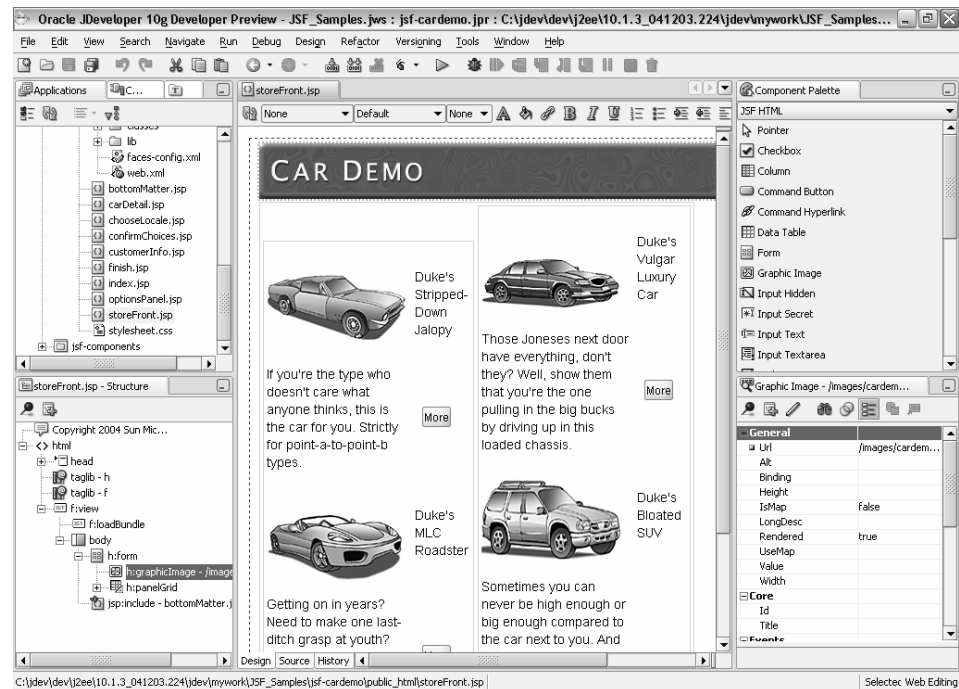 Oracle JDeveloper 10g Developer Preview - JSF_Samples.jws : jsf-cardemo.jpr : C:\jdev\dev\j2ee\10.1.3_041203.224\jdev\mywork\JSF_Samples...
File Edit View Search Navigate Run Debug Design Refactor Versioning Tools Window Help
Applications C... T
storeFront.jsp
Component Palette
None Default None A B I U
JSF HTML
classes
lib
faces-config.xml
web.xml
bottomMatter.jsp
carDetail.jsp
chooseLocale.jsp
confirmChoices.jsp
customerInfo.jsp
finish.jsp
index.jsp
optionsPanel.jsp
storeFront.jsp
stylesheet.css
jsf-components
CAR DEMO
Duke's
Stripped-
Down
Jalopy
If you're the type who
doesn't care what
anyone thinks, this is
the car for you. Strictly
for point-a-to-point-b
types.
More
Duke's
Vulgar
Luxury
Car
Those Joneses next door
have everything, don't
they? Well, show them
that you're the one
pulling in the big bucks
by driving up in this
loaded chassis.
More
Duke's
MLC
Roadster
Getting on in years?
Need to make one last-
ditch grasp at youth?
Duke's
Bloated
SUV
Sometimes you can
never be high enough or
big enough compared to
the car next to you. And
Pointer
Checkbox
Column
Command Button
Command Hyperlink
Data Table
Form
Graphic Image
Input Hidden
Input Secret
Input Text
Input Textarea
storeFront.jsp - Structure
Copyright 2004 Sun Mic...
html
head
taglib - h
taglib - f
f:view
f:loadBundle
body
h:form
h:graphicImage - /image
h:panelGrid
jsp:include - bottomMatter.j
Graphic Image - /images/cardem...
General
Url /images/cardem...
Alt
Binding
Height
IsMap false
LongDesc
Rendered true
UseMap
Value
Width
Core
Id
Title
Events
Design Source History
C:\jdev\dev\j2ee\10.1.3_041203.224\jdev\mywork\JSF_Samples\jsf-cardemo\public_html\storeFront.jsp
Selectec Web Editing